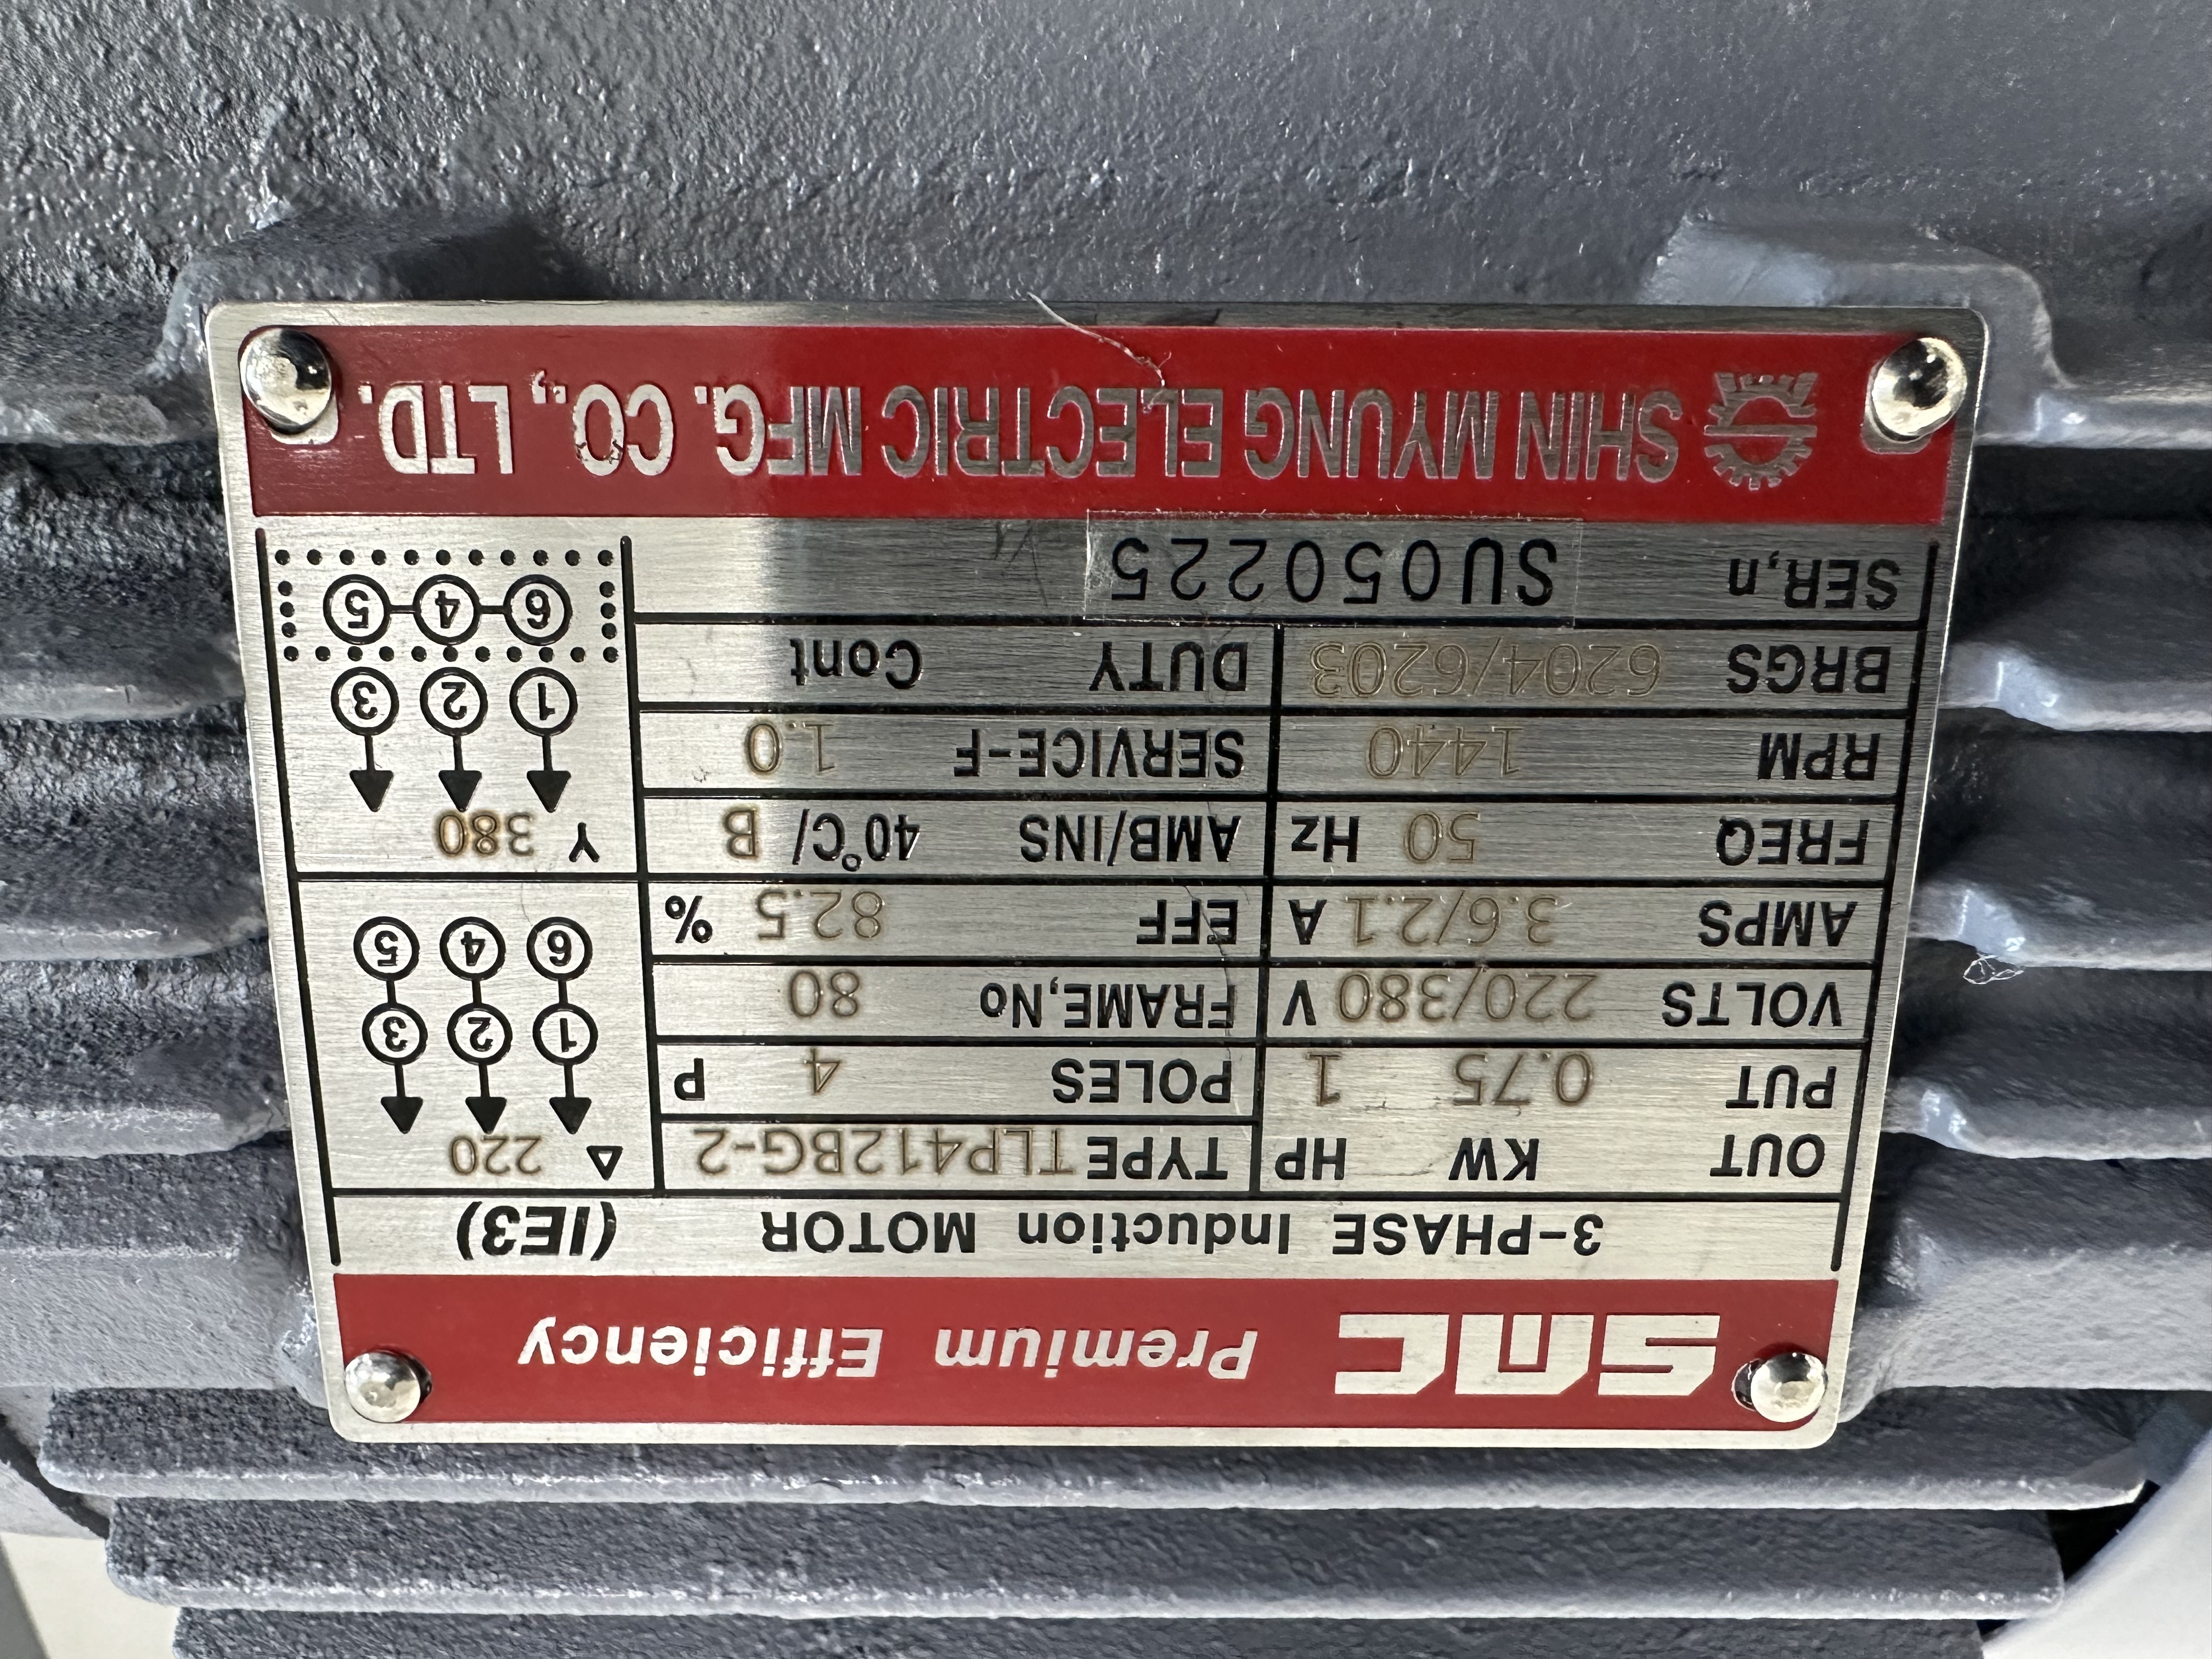 SMC Premium Efficiency
3-PHASE Induction MOTOR (IE3)
OUT KW HP TYPE TLP412BG-2
PUT 0.75 1 POLES 4 P
VOLTS 220/380 V FRAME,No 80
AMPS 3.6/2.1 A EFF 82.5 %
FREQ 50 Hz AMB/INS 40°C/ B
RPM 1440 SERVICE-F 1.0
BRGS 6204/6203 DUTY Cont
SER,n SU050225
△ 220
1 2 3
6 4 5
Y 380
1 2 3
6 4 5
SHIN MYUNG ELECTRIC MFG. CO., LTD.